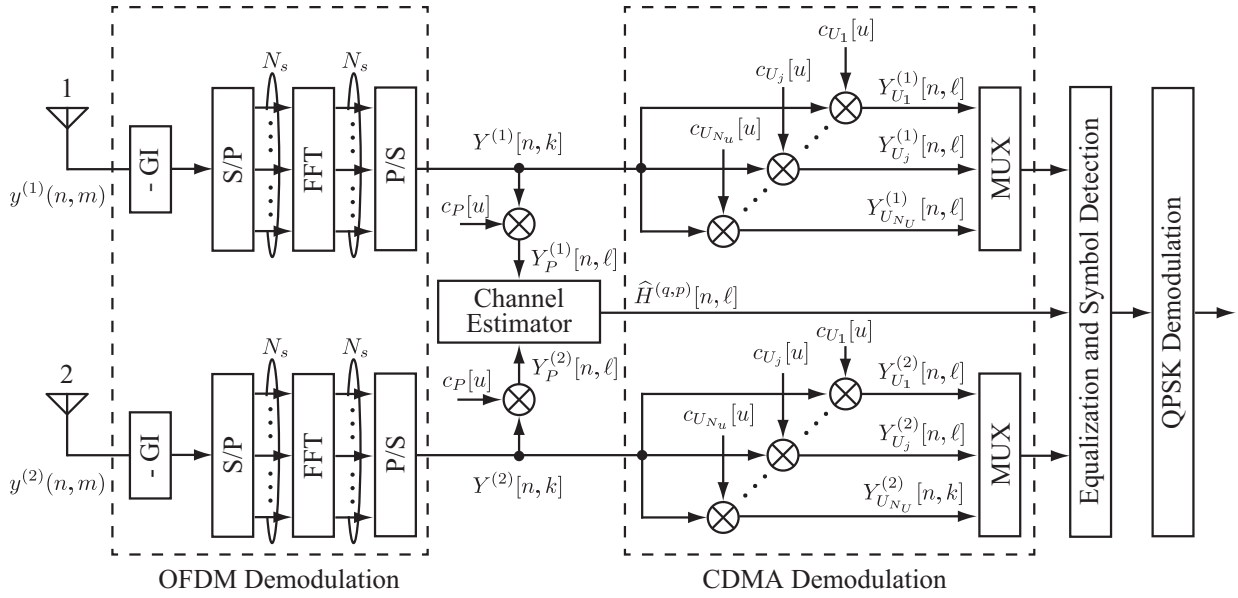 1
y^{(1)}(n, m)
- GI
S/P
N_s
FFT
N_s
P/S
Y^{(1)}[n, k]
c_P[u]
Y_P^{(1)}[n, ℓ]
c_{U_1}[u]
c_{U_j}[u]
c_{U_{N_u}}[u]
Y_{U_1}^{(1)}[n, ℓ]
Y_{U_j}^{(1)}[n, ℓ]
Y_{U_{N_U}}^{(1)}[n, ℓ]
MUX
Channel
Estimator
\widehat{H}^{(q,p)}[n, ℓ]
2
y^{(2)}(n, m)
- GI
S/P
N_s
FFT
N_s
P/S
Y_P^{(2)}[n, ℓ]
c_P[u]
Y^{(2)}[n, k]
c_{U_1}[u]
c_{U_j}[u]
c_{U_{N_u}}[u]
Y_{U_1}^{(2)}[n, ℓ]
Y_{U_j}^{(2)}[n, ℓ]
Y_{U_{N_U}}^{(2)}[n, k]
MUX
Equalization and Symbol Detection
QPSK Demodulation
OFDM Demodulation
CDMA Demodulation